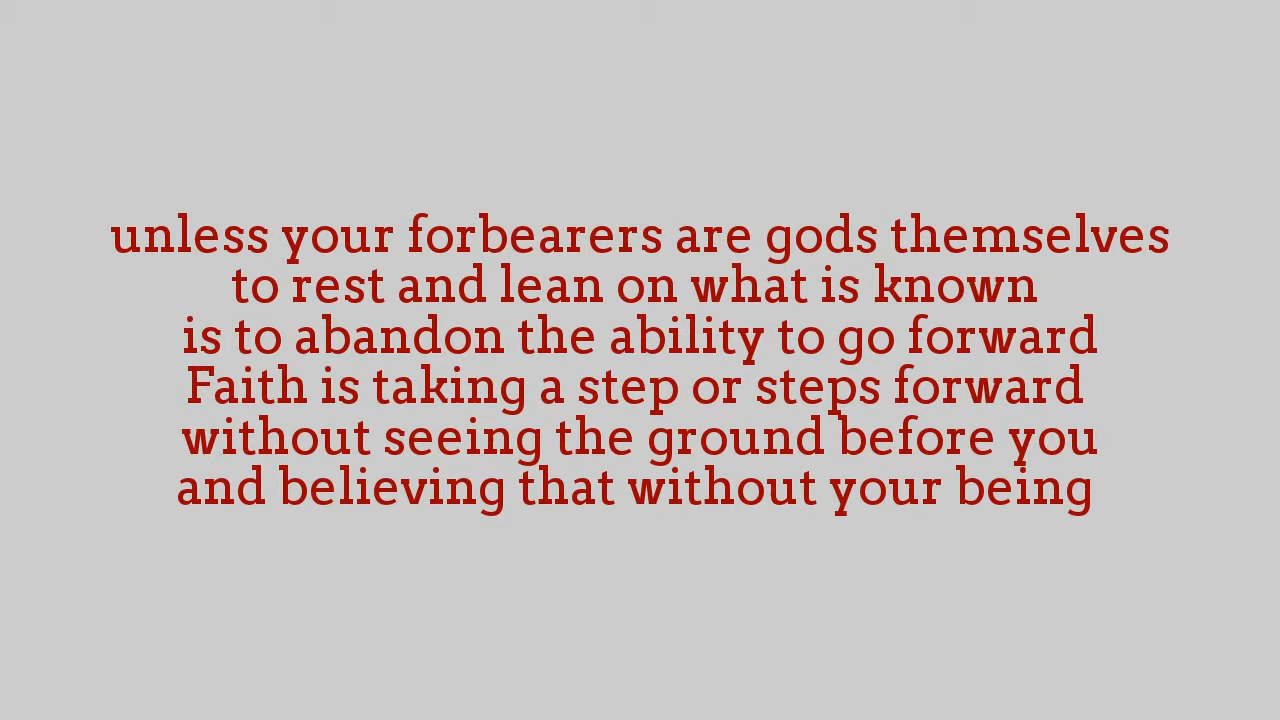 unless your forbearers are gods themselves
to rest and lean on what is known
is to abandon the ability to go forward
Faith is taking a step or steps forward
without seeing the ground before you
and believing that without your being